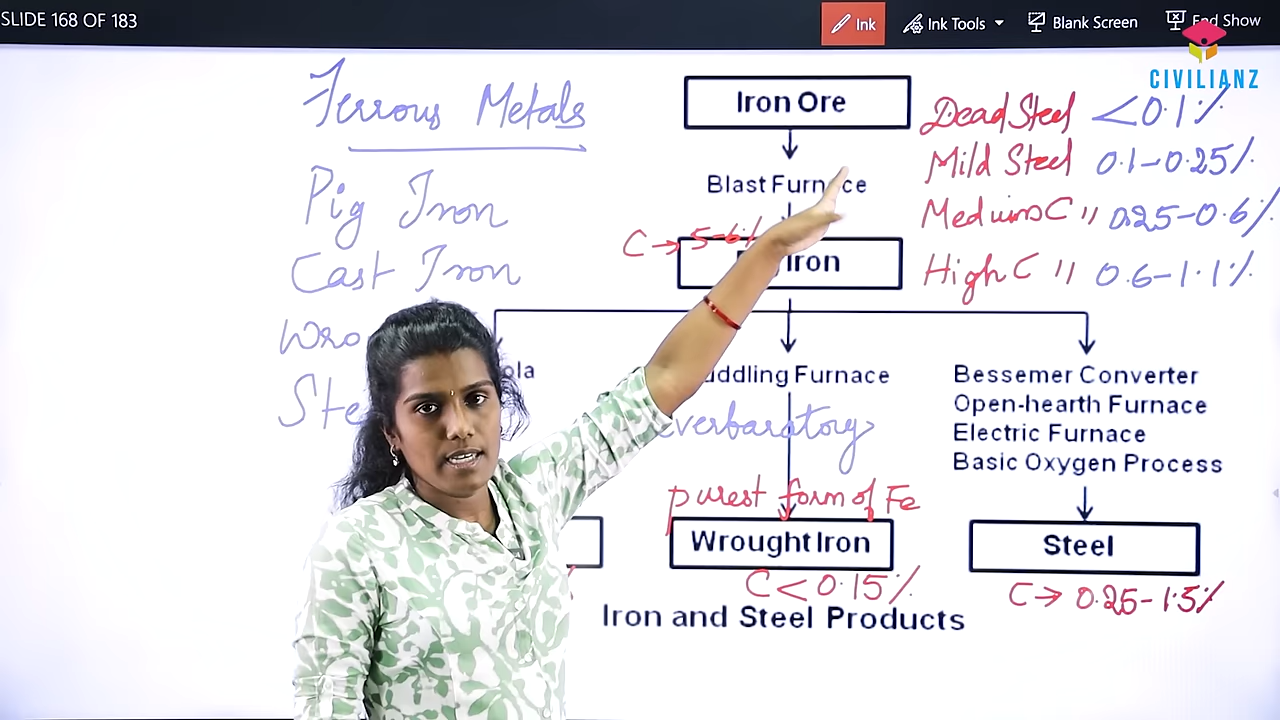 SLIDE 168 OF 183
Ink
Ink Tools
Blank Screen
End Show
CIVILIANZ
Ferrous Metals
Pig Iron
Cast Iron
Iron Ore
Blast Furnace
C → 5-6%
Iron
Dead Steel < 0.1%
Mild Steel 0.1-0.25%
Medium C " 0.25-0.6%
High C " 0.6-1.1%
Puddling Furnace
Bessemer Converter
Open-hearth Furnace
Electric Furnace
Basic Oxygen Process
purest form of Fe
Wrought Iron
C < 0.15%
Steel
C → 0.25-1.5%
Iron and Steel Products